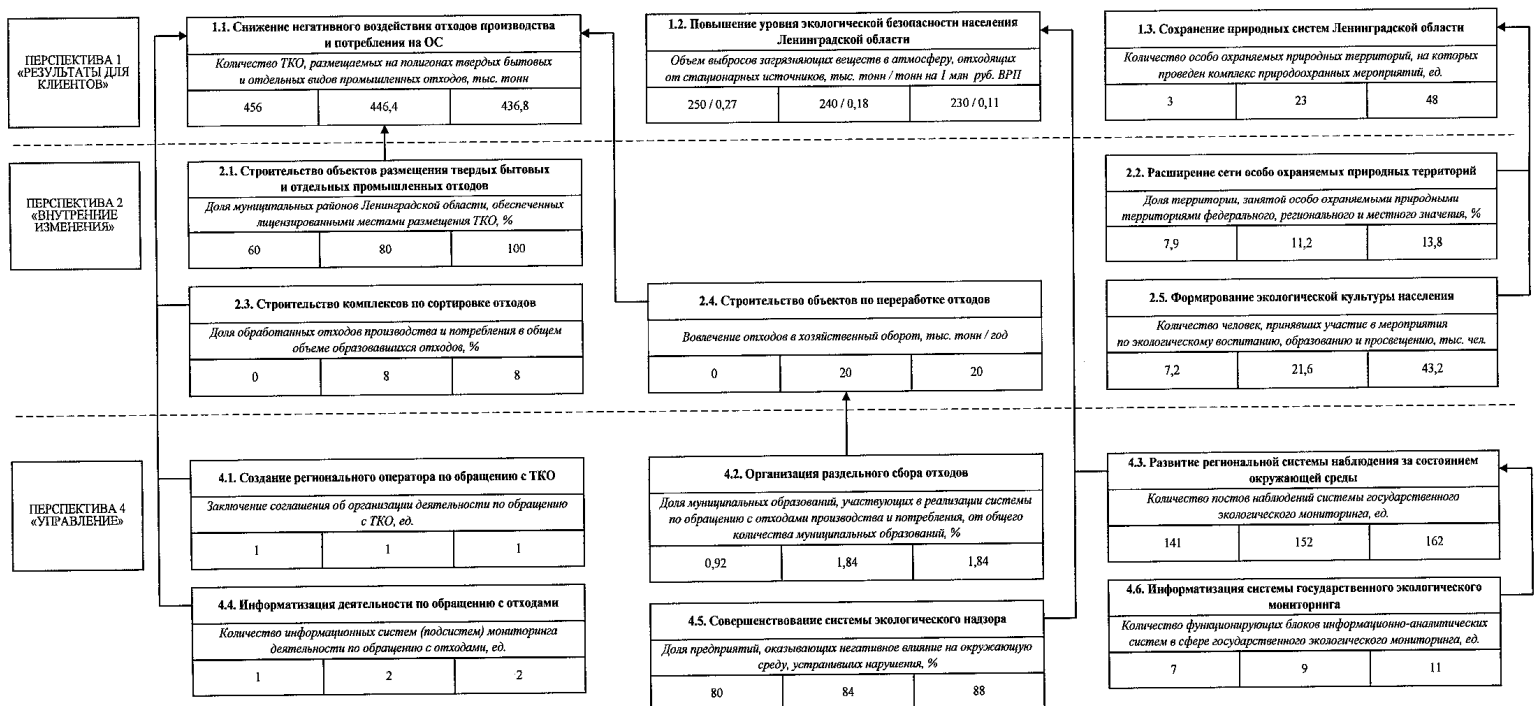 ПЕРСПЕКТИВА 1
«РЕЗУЛЬТАТЫ ДЛЯ
КЛИЕНТОВ»
1.1. Снижение негативного воздействия отходов производства
и потребления на ОС
Количество ТКО, размещаемых на полигонах твердых бытовых
и отдельных видов промышленных отходов, тыс. тонн
456
446,4
436,8
1.2. Повышение уровня экологической безопасности населения
Ленинградской области
Объем выбросов загрязняющих веществ в атмосферу, отходящих
от стационарных источников, тыс. тонн / тонн на 1 млн руб. ВРП
250 / 0,27
240 / 0,18
230 / 0,11
1.3. Сохранение природных систем Ленинградской области
Количество особо охраняемых природных территорий, на которых
проведен комплекс природоохранных мероприятий, ед.
3
23
48
ПЕРСПЕКТИВА 2
«ВНУТРЕННИЕ
ИЗМЕНЕНИЯ»
2.1. Строительство объектов размещения твердых бытовых
и отдельных промышленных отходов
Доля муниципальных районов Ленинградской области, обеспеченных
лицензированными местами размещения ТКО, %
60
80
100
2.2. Расширение сети особо охраняемых природных территорий
Доля территории, занятой особо охраняемыми природными
территориями федерального, регионального и местного значения, %
7,9
11,2
13,8
2.3. Строительство комплексов по сортировке отходов
Доля обработанных отходов производства и потребления в общем
объеме образовавшихся отходов, %
0
8
8
2.4. Строительство объектов по переработке отходов
Вовлечение отходов в хозяйственный оборот, тыс. тонн / год
0
20
20
2.5. Формирование экологической культуры населения
Количество человек, принявших участие в мероприятия
по экологическому воспитанию, образованию и просвещению, тыс. чел.
7,2
21,6
43,2
ПЕРСПЕКТИВА 4
«УПРАВЛЕНИЕ»
4.1. Создание регионального оператора по обращению с ТКО
Заключение соглашения об организации деятельности по обращению
с ТКО, ед.
1
1
1
4.2. Организация раздельного сбора отходов
Доля муниципальных образований, участвующих в реализации системы
по обращению с отходами производства и потребления, от общего
количества муниципальных образований, %
0,92
1,84
1,84
4.3. Развитие региональной системы наблюдения за состоянием
окружающей среды
Количество постов наблюдений системы государственного
экологического мониторинга, ед.
141
152
162
4.4. Информатизация деятельности по обращению с отходами
Количество информационных систем (подсистем) мониторинга
деятельности по обращению с отходами, ед.
1
2
2
4.5. Совершенствование системы экологического надзора
Доля предприятий, оказывающих негативное влияние на окружающую
среду, устранивших нарушения, %
80
84
88
4.6. Информатизация системы государственного экологического
мониторинга
Количество функционирующих блоков информационно-аналитических
систем в сфере государственного экологического мониторинга, ед.
7
9
11